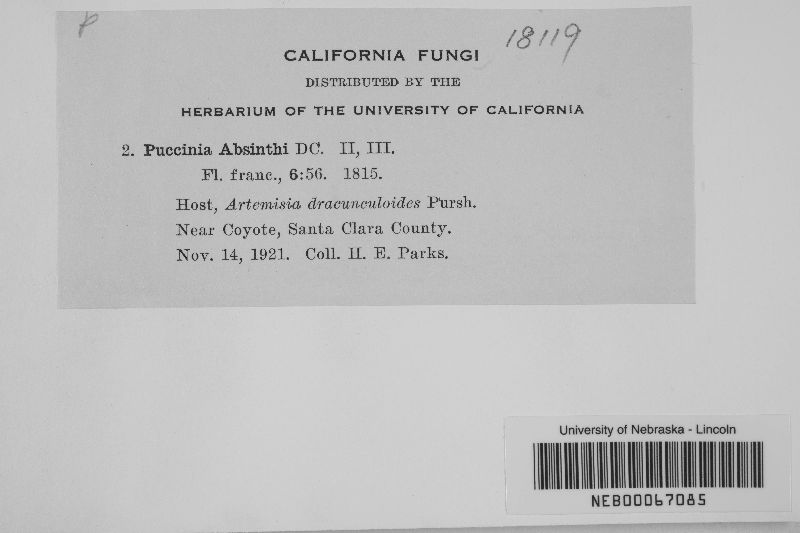 P
18119
CALIFORNIA FUNGI
DISTRIBUTED BY THE
HERBARIUM OF THE UNIVERSITY OF CALIFORNIA
2. Puccinia Absinthi DC. II, III.
Fl. franc., 6:56. 1815.
Host, Artemisia dracunculoides Pursh.
Near Coyote, Santa Clara County.
Nov. 14, 1921. Coll. H. E. Parks.
University of Nebraska - Lincoln
NEB00067085